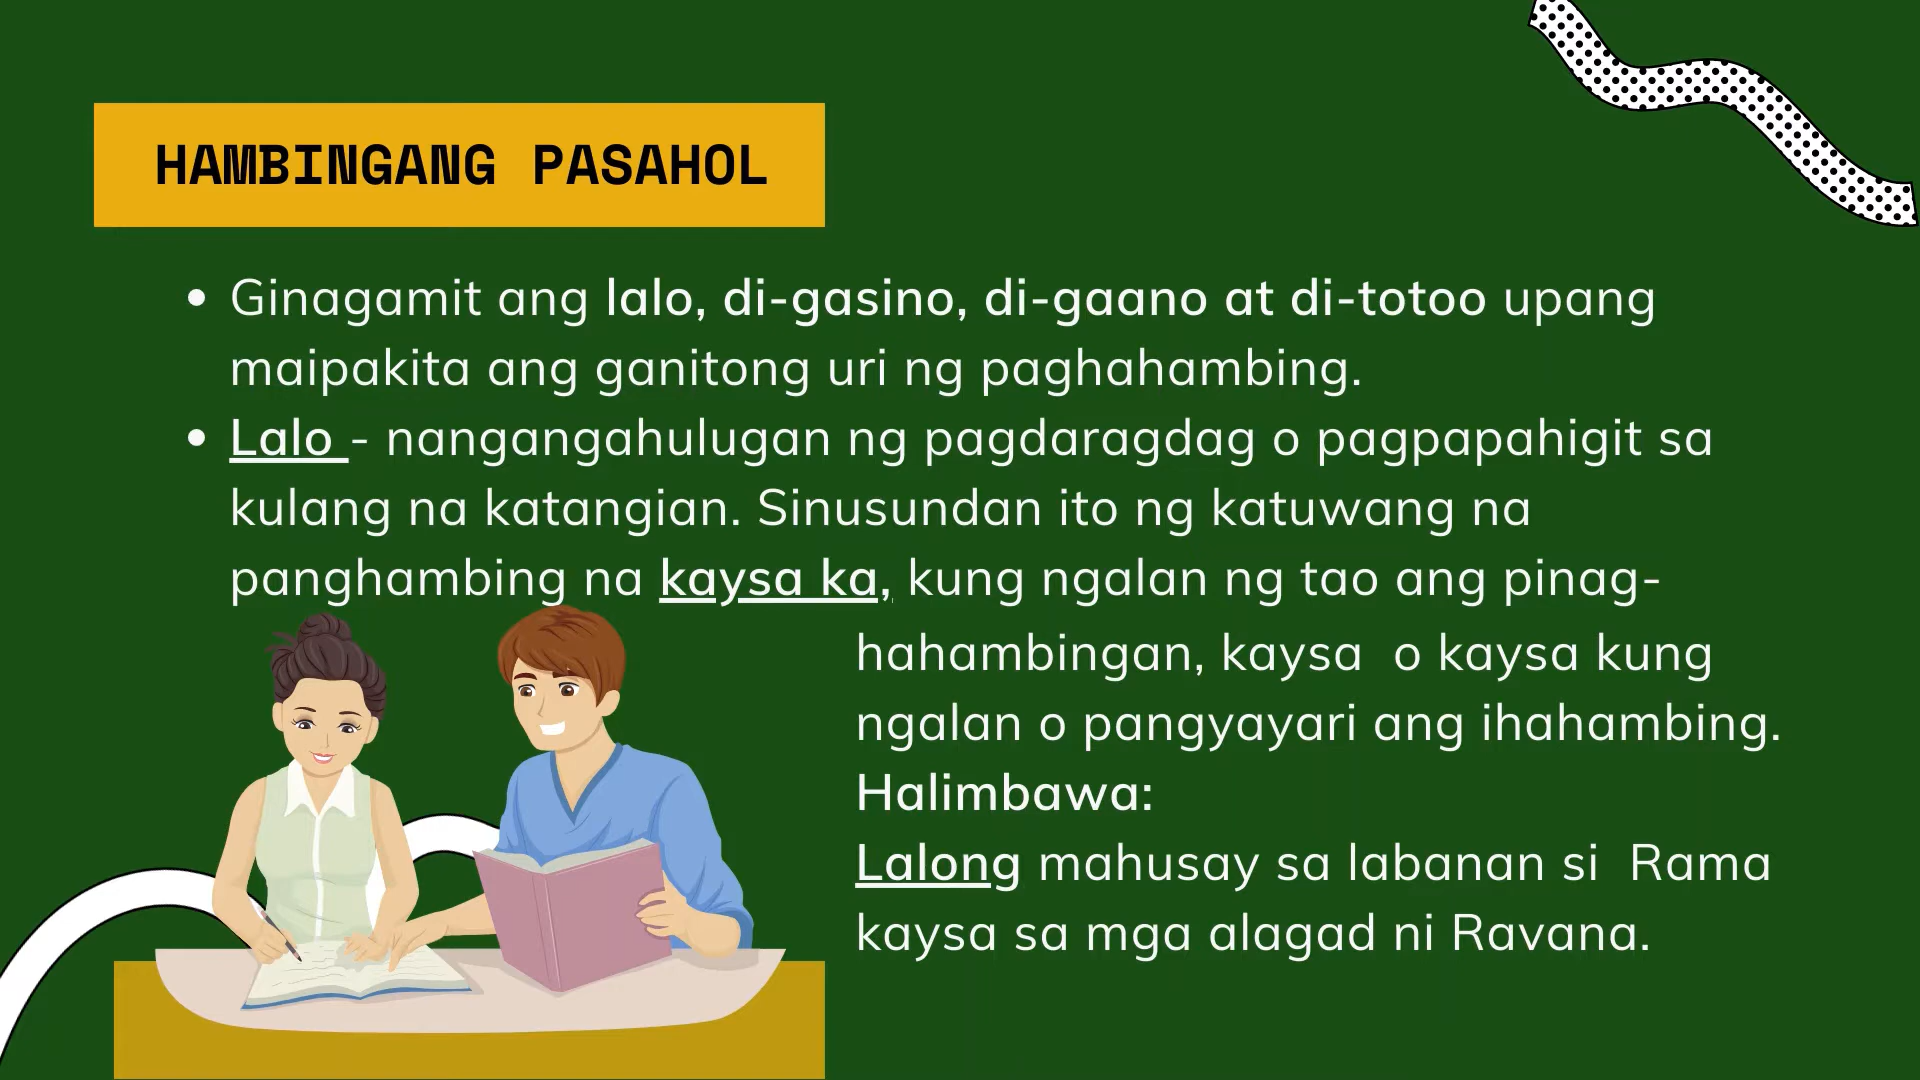 HAMBINGANG PASAHOL
• Ginagamit ang lalo, di-gasino, di-gaano at di-totoo upang
maipakita ang ganitong uri ng paghahambing.
• Lalo - nangangahulugan ng pagdaragdag o pagpapahigit sa
kulang na katangian. Sinusundan ito ng katuwang na
panghambing na kaysa ka, kung ngalan ng tao ang pinag-
hahambingan, kaysa o kaysa kung
ngalan o pangyayari ang ihahambing.
Halimbawa:
Lalong mahusay sa labanan si Rama
kaysa sa mga alagad ni Ravana.